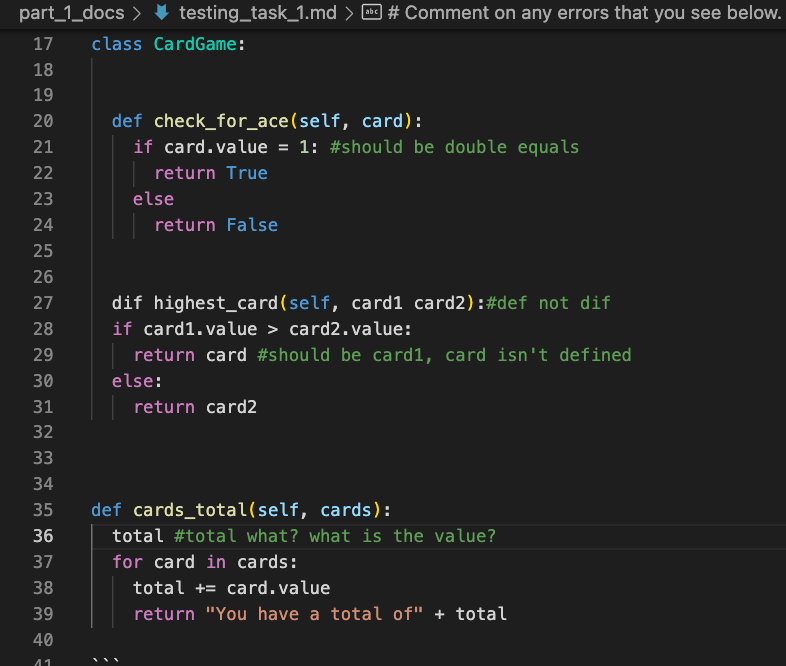 part_1_docs > testing_task_1.md > abc # Comment on any errors that you see below.
17 class CardGame:
18
19
20   def check_for_ace(self, card):
21     if card.value = 1: #should be double equals
22       return True
23     else
24       return False
25
26
27   dif highest_card(self, card1 card2):#def not dif
28   if card1.value > card2.value:
29     return card #should be card1, card isn't defined
30   else:
31     return card2
32
33
34
35 def cards_total(self, cards):
36   total #total what? what is the value?
37   for card in cards:
38     total += card.value
39     return "You have a total of" + total
40
41 ```